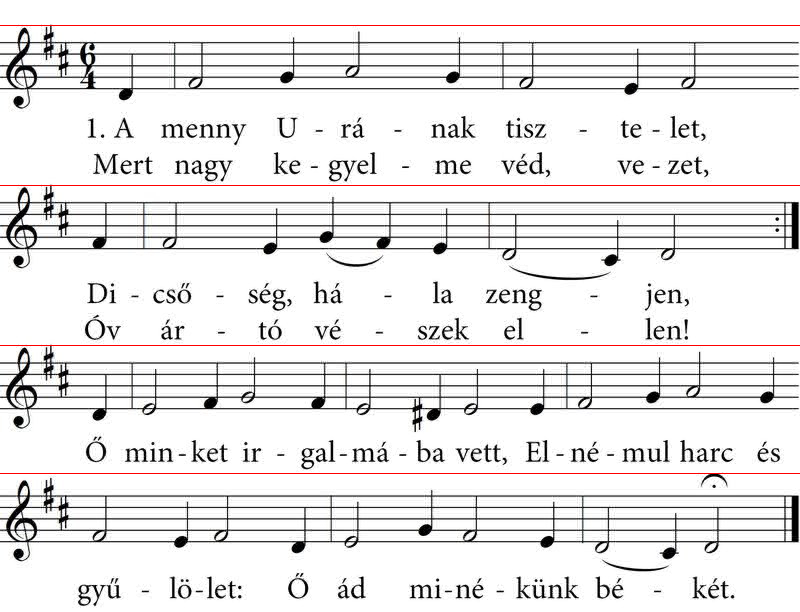 6
4
1. A menny U - rá - nak tisz - te - let,
Mert nagy ke - gyel - me véd, ve - zet,
Di - cső - ség, há - la zeng - jen,
Óv ár - tó vé - szek el - len!
Ő min - ket ir - gal - má - ba vett, El - né - mul harc és
gyű - lö - let: Ő ád mi - né - künk bé - két.